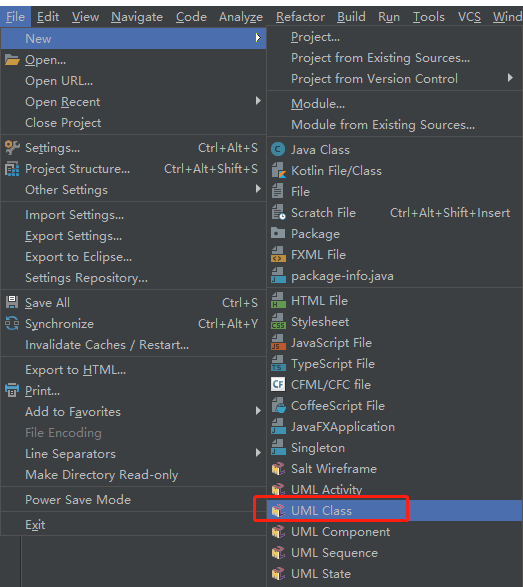 File Edit View Navigate Code Analyze Refactor Build Run Tools VCS Wind
New
Open...
Open URL...
Open Recent
Close Project
Settings... Ctrl+Alt+S
Project Structure... Ctrl+Alt+Shift+S
Other Settings
Import Settings...
Export Settings...
Export to Eclipse...
Settings Repository...
Save All Ctrl+S
Synchronize Ctrl+Alt+Y
Invalidate Caches / Restart...
Export to HTML...
Print...
Add to Favorites
File Encoding
Line Separators
Make Directory Read-only
Power Save Mode
Exit
Project...
Project from Existing Sources...
Project from Version Control
Module...
Module from Existing Sources...
Java Class
Kotlin File/Class
File
Scratch File Ctrl+Alt+Shift+Insert
Package
FXML File
package-info.java
HTML File
Stylesheet
JavaScript File
TypeScript File
CFML/CFC file
CoffeeScript File
JavaFXApplication
Singleton
Salt Wireframe
UML Activity
UML Class
UML Component
UML Sequence
UML State